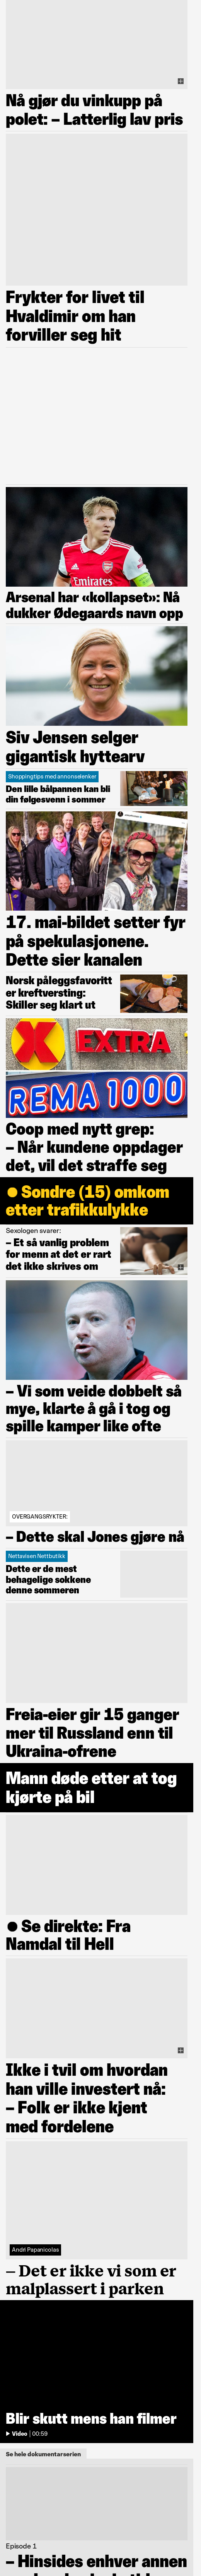 Nå gjør du vinkupp på
polet: – Latterlig lav pris
Frykter for livet til
Hvaldimir om han
forviller seg hit
Emirates
Arsenal har «kollapset»: Nå
dukker Ødegaards navn opp
Siv Jensen selger
gigantisk hyttearv
Shoppingtips med annonselenker
Den lille bålpannen kan bli
din følgesvenn i sommer
17. mai-bildet setter fyr
på spekulasjonene.
Dette sier kanalen
Norsk påleggsfavoritt
er kreftversting:
Skiller seg klart ut
X EXTRA
REMA 1000
Coop med nytt grep:
– Når kundene oppdager
det, vil det straffe seg
● Sondre (15) omkom
etter trafikkulykke
Sexologen svarer:
– Et så vanlig problem
for menn at det er rart
det ikke skrives om
– Vi som veide dobbelt så
mye, klarte å gå i tog og
spille kamper like ofte
OVERGANGSRYKTER:
– Dette skal Jones gjøre nå
Nettavisen Nettbutikk
Dette er de mest
behagelige sokkene
denne sommeren
Freia-eier gir 15 ganger
mer til Russland enn til
Ukraina-ofrene
Mann døde etter at tog
kjørte på bil
● Se direkte: Fra
Namdal til Hell
Ikke i tvil om hvordan
han ville investert nå:
– Folk er ikke kjent
med fordelene
Andri Papanicolas
– Det er ikke vi som er
malplassert i parken
Blir skutt mens han filmer
Video | 00:59
Se hele dokumentarserien
Episode 1
– Hinsides enhver annen